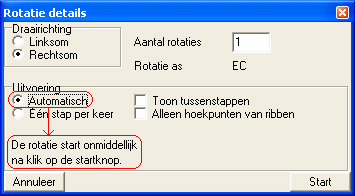 Rotatie details
Draairichting
Linksom
Rechtsom
Aantal rotaties 1
Rotatie as EC
Uitvoering
Automatisch
Één stap per keer
Toon tussenstappen
Alleen hoekpunten van ribben
De rotatie start onmiddellijk
na klik op de startknop.
Annuleer
Start